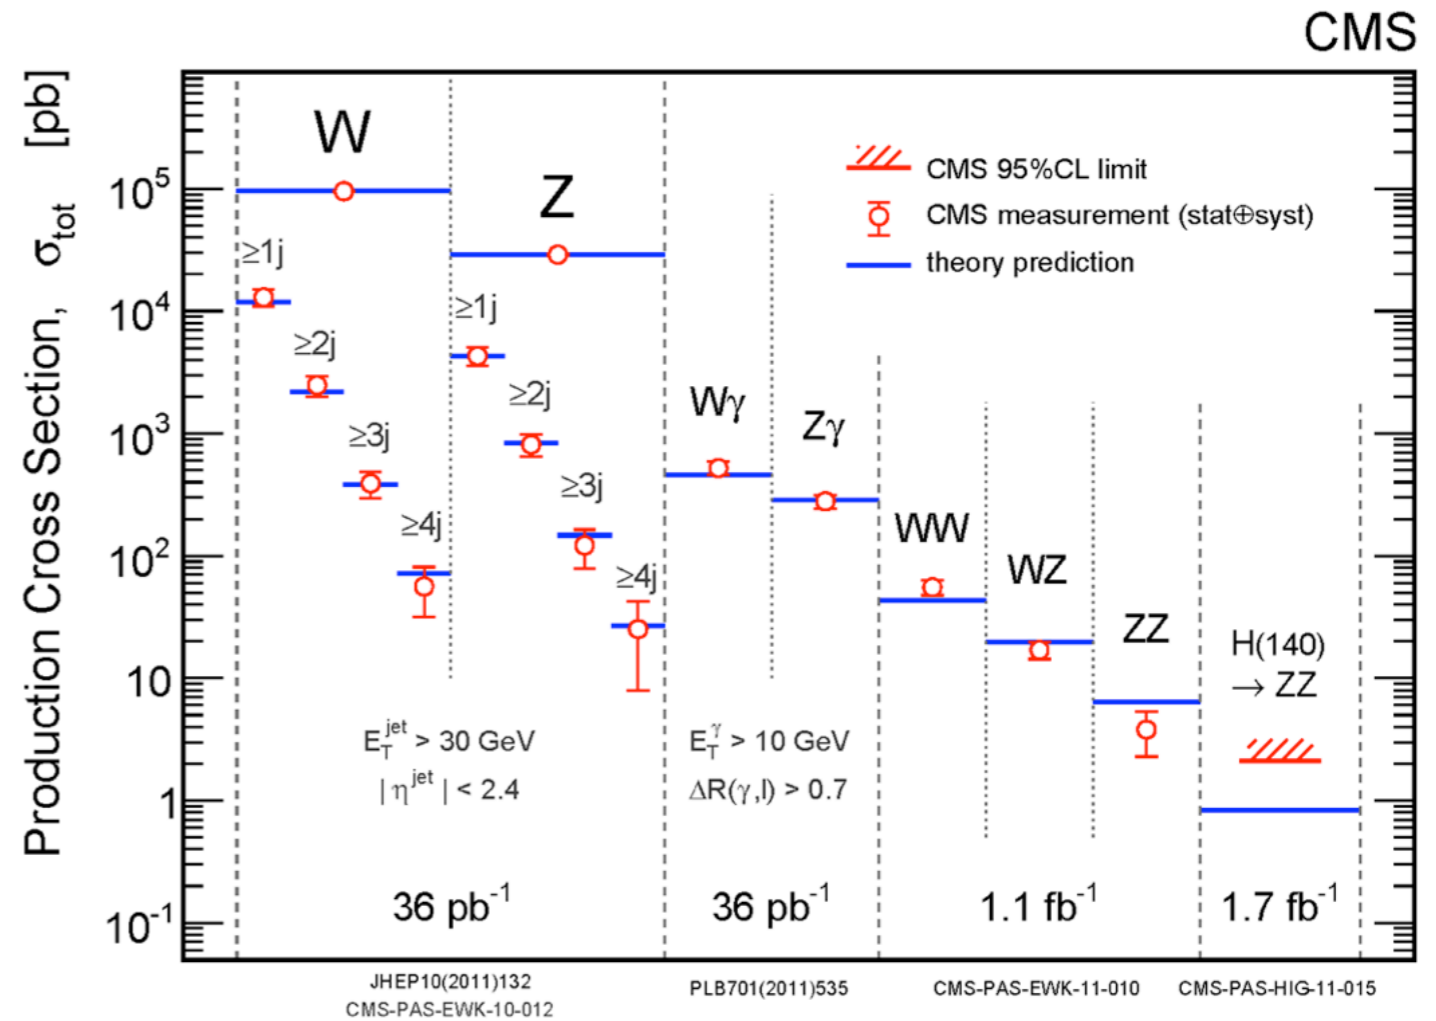 CMS
Production Cross Section, σtot [pb]
10^5
10^4
10^3
10^2
10
1
10^-1
W
Z
≥1j
≥2j
≥3j
≥4j
≥1j
≥2j
≥3j
≥4j
Wγ
Zγ
WW
WZ
ZZ
H(140)
→ ZZ
CMS 95%CL limit
CMS measurement (stat⊕syst)
theory prediction
E_T^jet > 30 GeV
| η^jet | < 2.4
E_T^γ > 10 GeV
ΔR(γ,l) > 0.7
36 pb^-1
36 pb^-1
1.1 fb^-1
1.7 fb^-1
JHEP10(2011)132
CMS-PAS-EWK-10-012
PLB701(2011)535
CMS-PAS-EWK-11-010
CMS-PAS-HIG-11-015